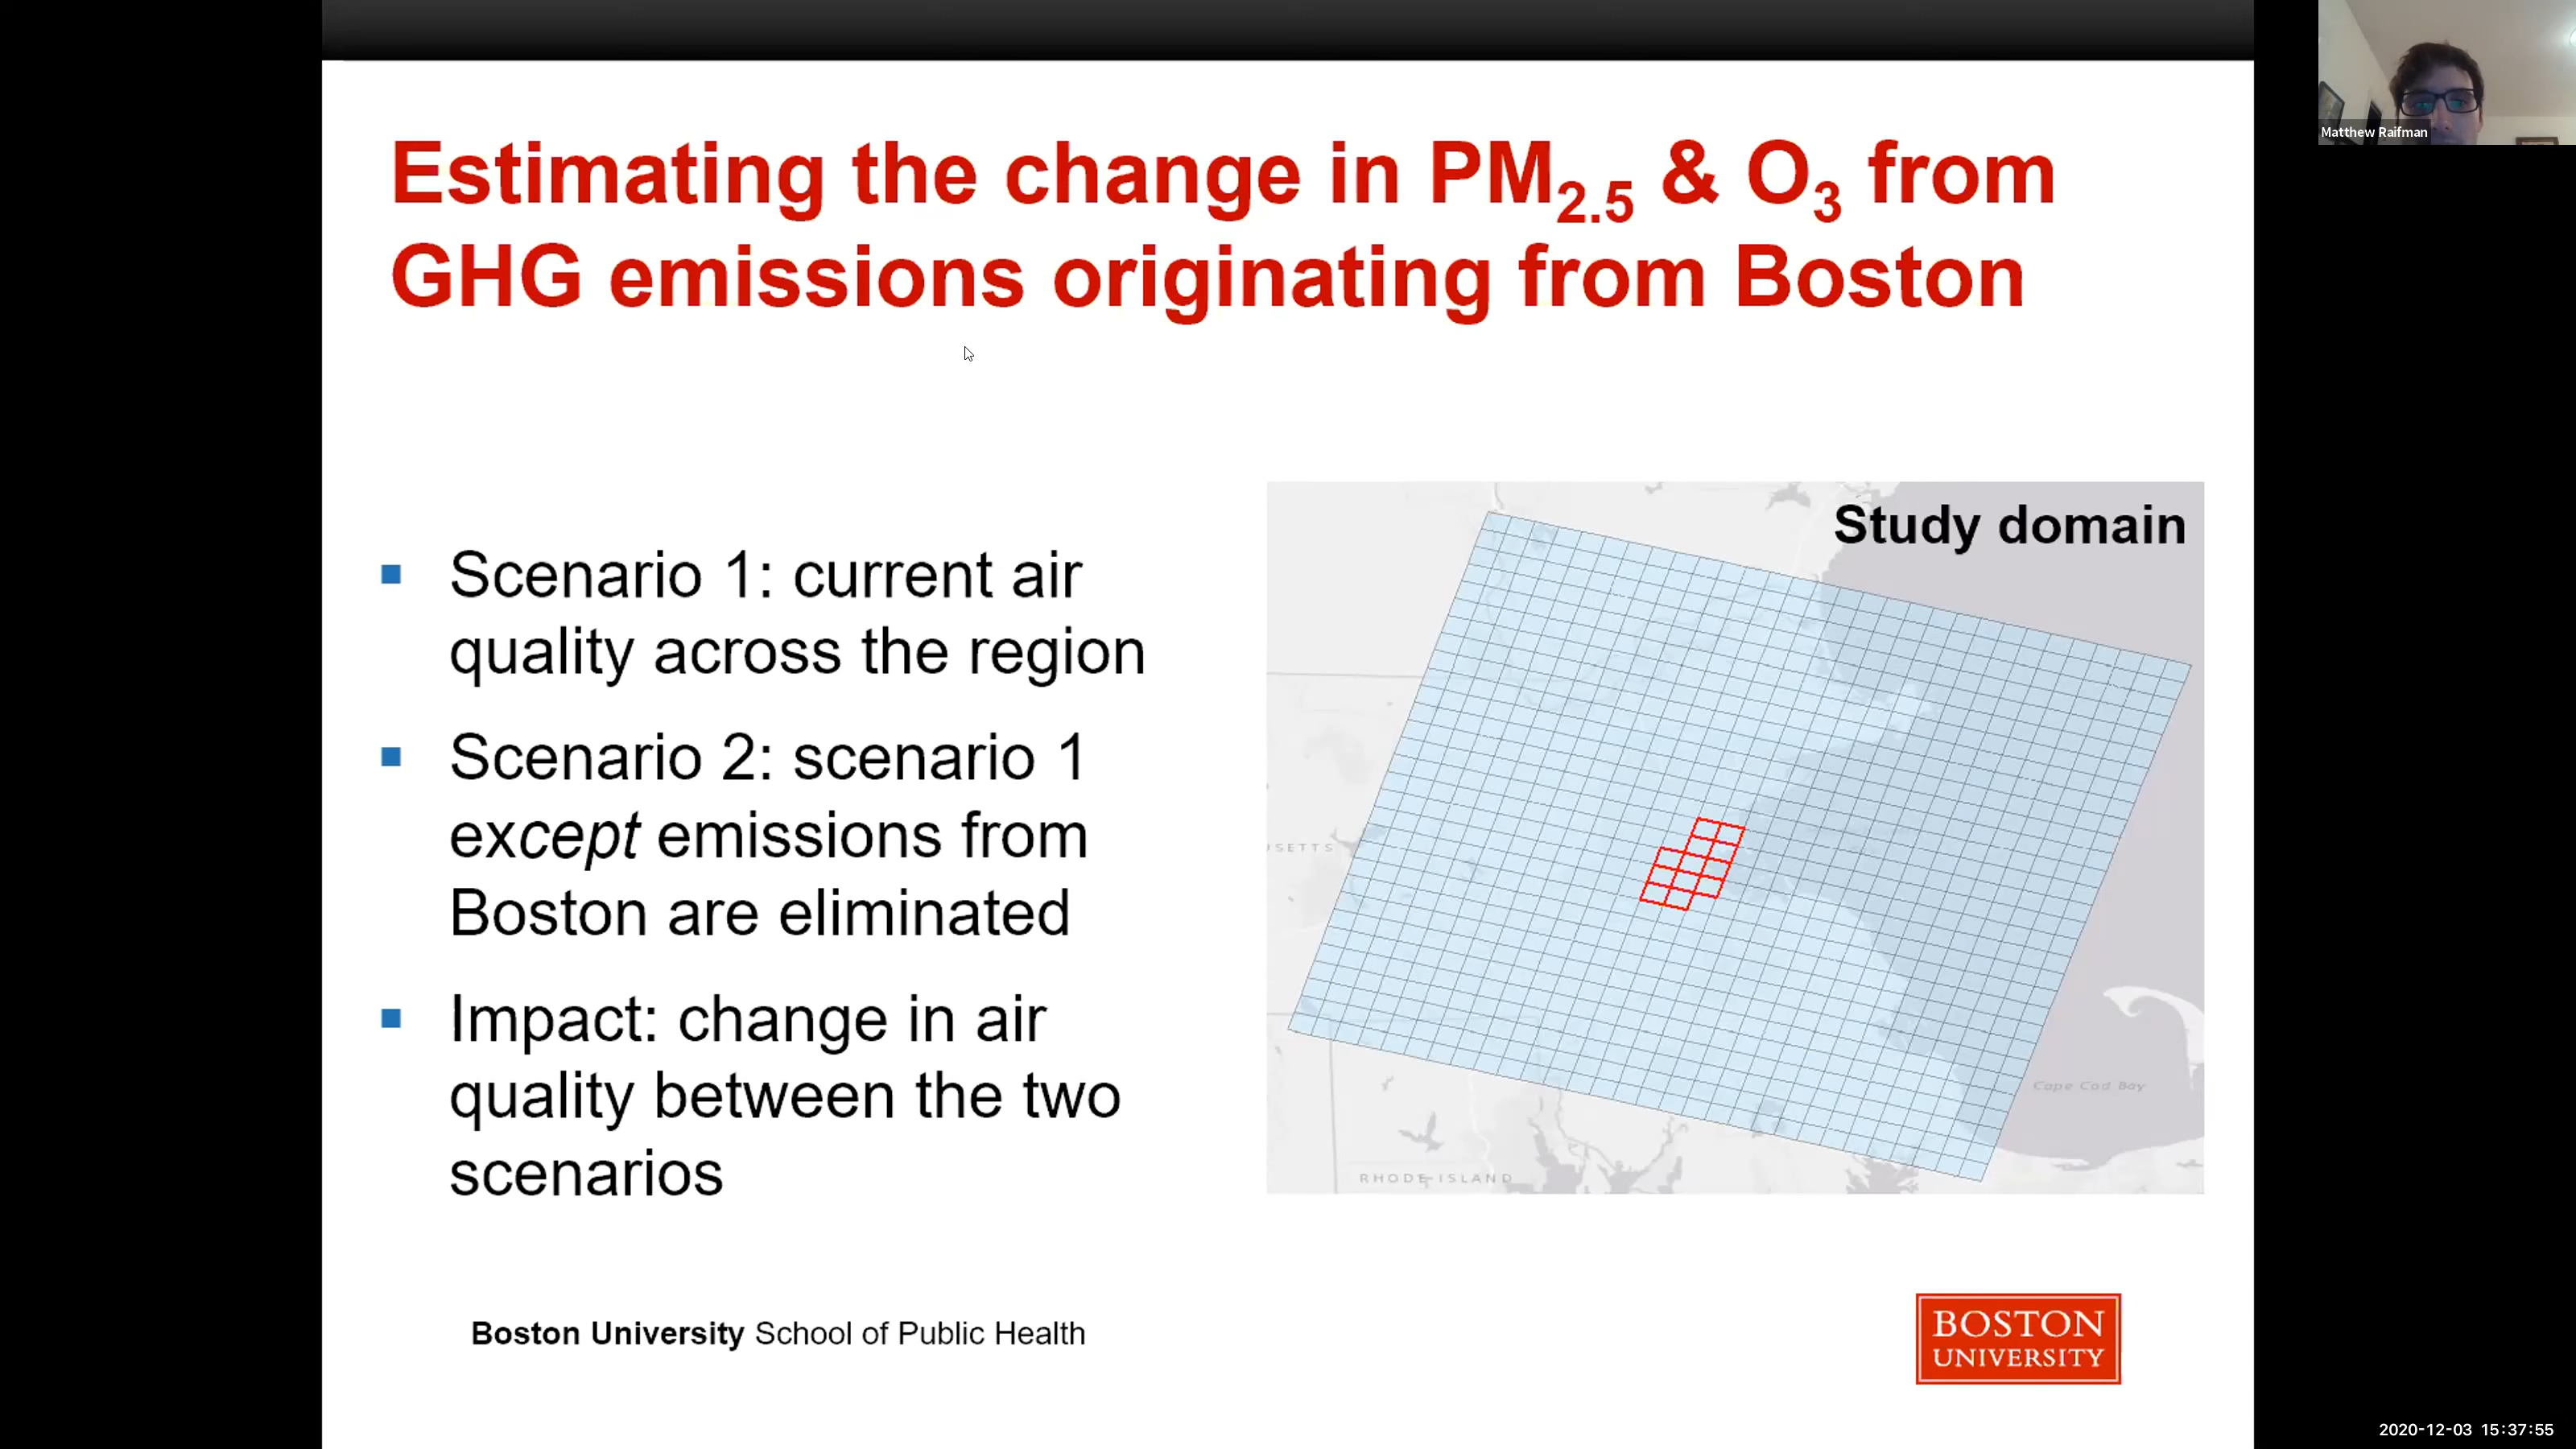 Matthew Raifman
Estimating the change in PM2.5 & O3 from
GHG emissions originating from Boston
Study domain
Scenario 1: current air
quality across the region
Scenario 2: scenario 1
except emissions from
Boston are eliminated
Impact: change in air
quality between the two
scenarios
USETTS
Cape Cod Bay
RHODE ISLAND
Boston University School of Public Health
BOSTON
UNIVERSITY
2020-12-03 15:37:55